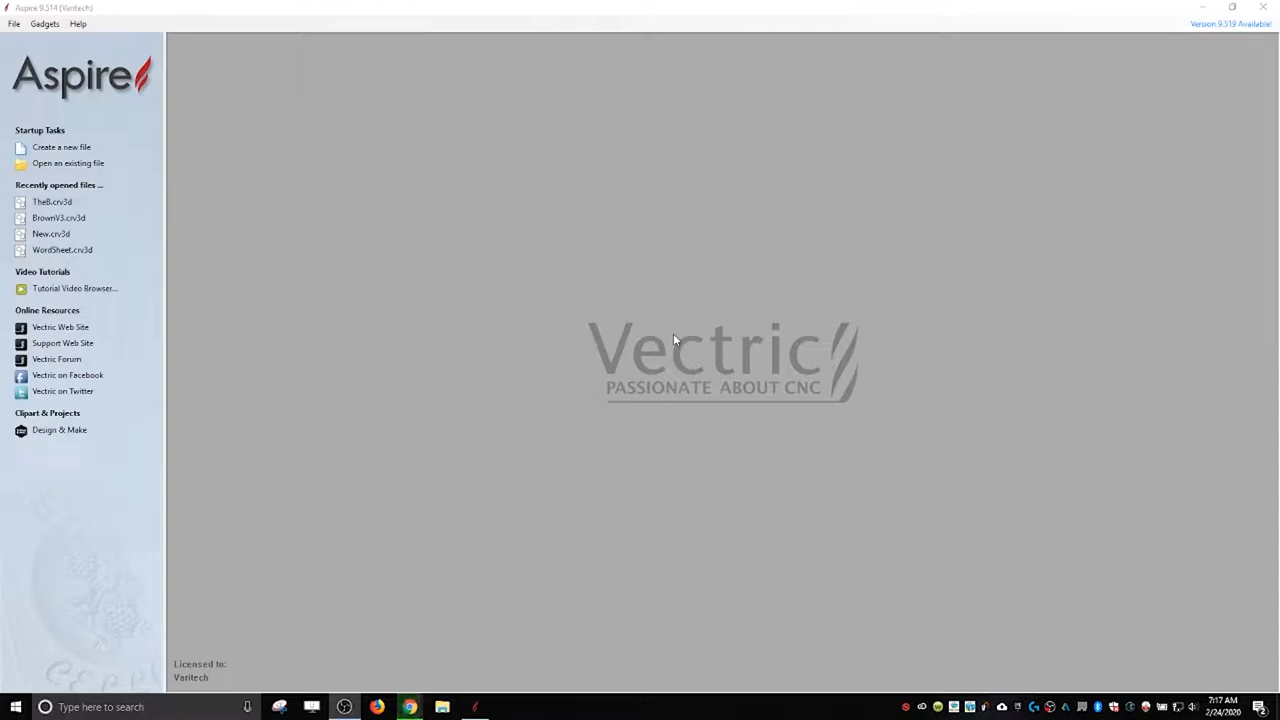 Aspire 9.514 (Varitech)
File Gadgets Help
Version 9.519 Available!
Aspire
Startup Tasks
Create a new file
Open an existing file
Recently opened files ...
TheB.crv3d
BrownV3.crv3d
New.crv3d
WordSheet.crv3d
Video Tutorials
Tutorial Video Browser...
Online Resources
Vectric Web Site
Support Web Site
Vectric Forum
Vectric on Facebook
Vectric on Twitter
Clipart & Projects
Design & Make
Vectric
PASSIONATE ABOUT CNC
Licensed to:
Varitech
Type here to search
7:17 AM
2/24/2020